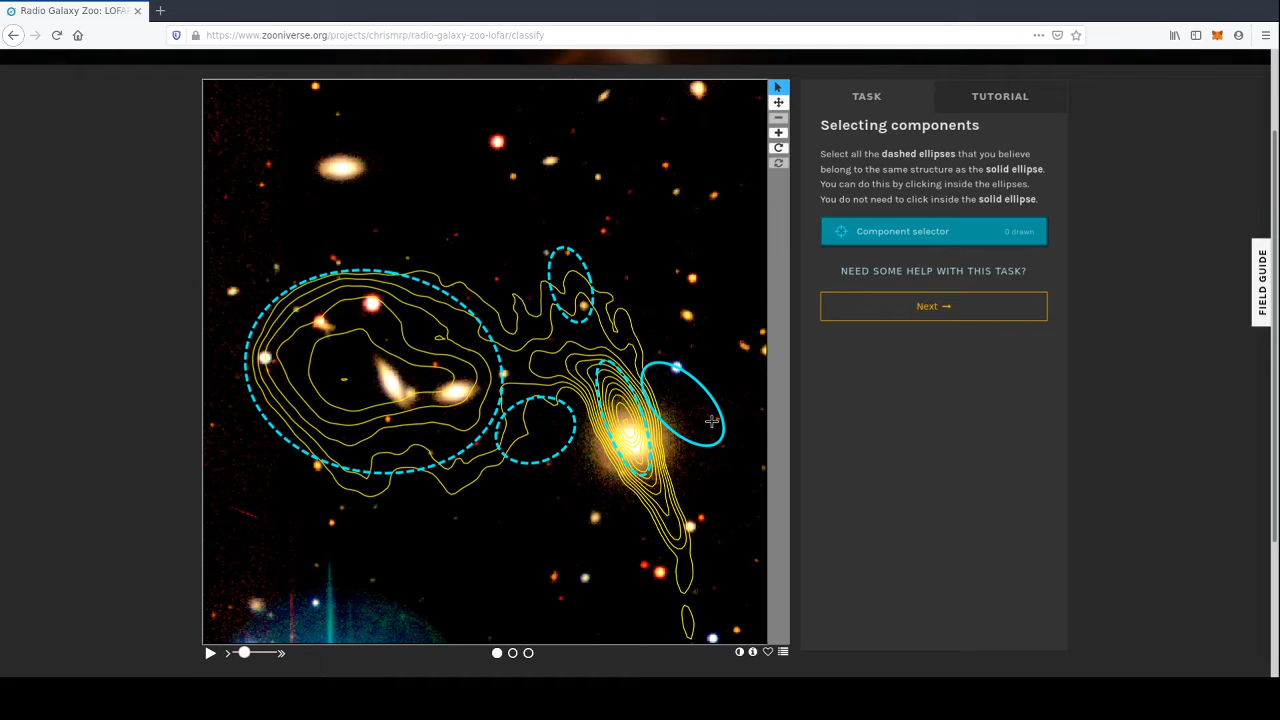 Radio Galaxy Zoo: LOFAR
https://www.zooniverse.org/projects/chrismrp/radio-galaxy-zoo-lofar/classify
TASK
TUTORIAL
Selecting components
Select all the dashed ellipses that you believe
belong to the same structure as the solid ellipse.
You can do this by clicking inside the ellipses.
You do not need to click inside the solid ellipse.
Component selector
0 drawn
NEED SOME HELP WITH THIS TASK?
Next →
FIELD GUIDE